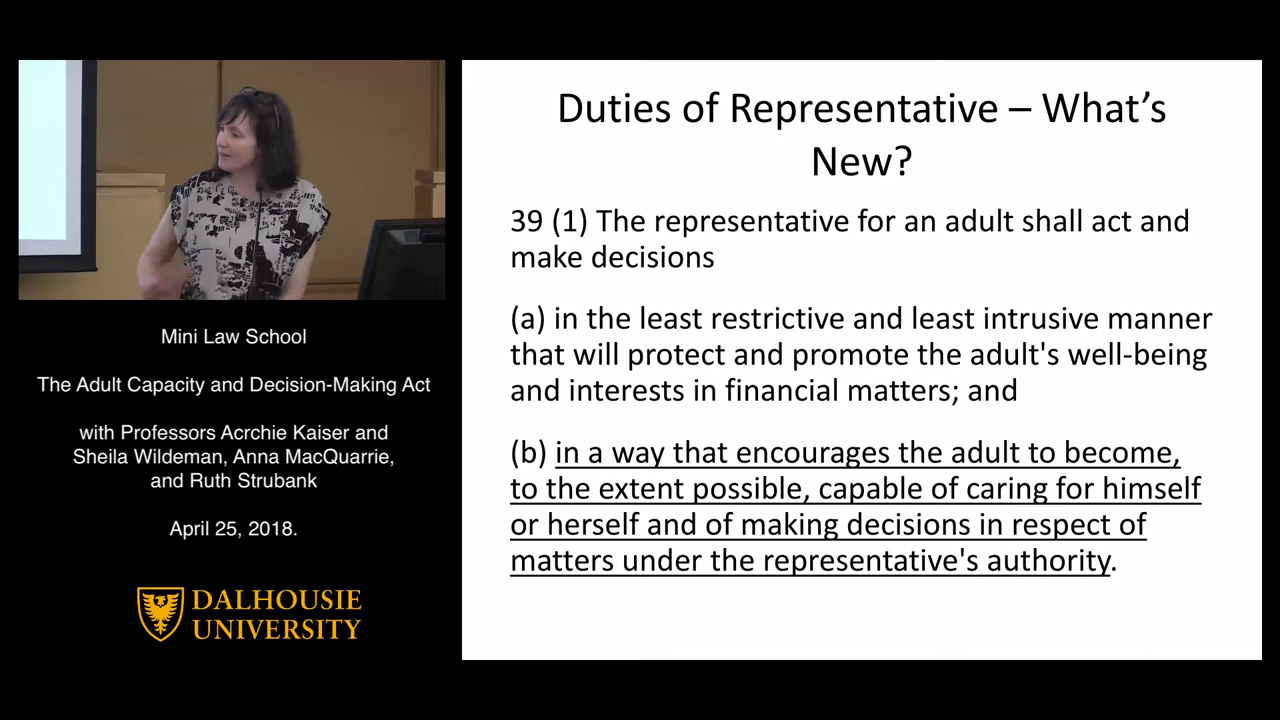 Duties of Representative – What's
New?
39 (1) The representative for an adult shall act and
make decisions
(a) in the least restrictive and least intrusive manner
that will protect and promote the adult's well-being
and interests in financial matters; and
(b) in a way that encourages the adult to become,
to the extent possible, capable of caring for himself
or herself and of making decisions in respect of
matters under the representative's authority.
Mini Law School
The Adult Capacity and Decision-Making Act
with Professors Acrchie Kaiser and
Sheila Wildeman, Anna MacQuarrie,
and Ruth Strubank
April 25, 2018.
DALHOUSIE
UNIVERSITY